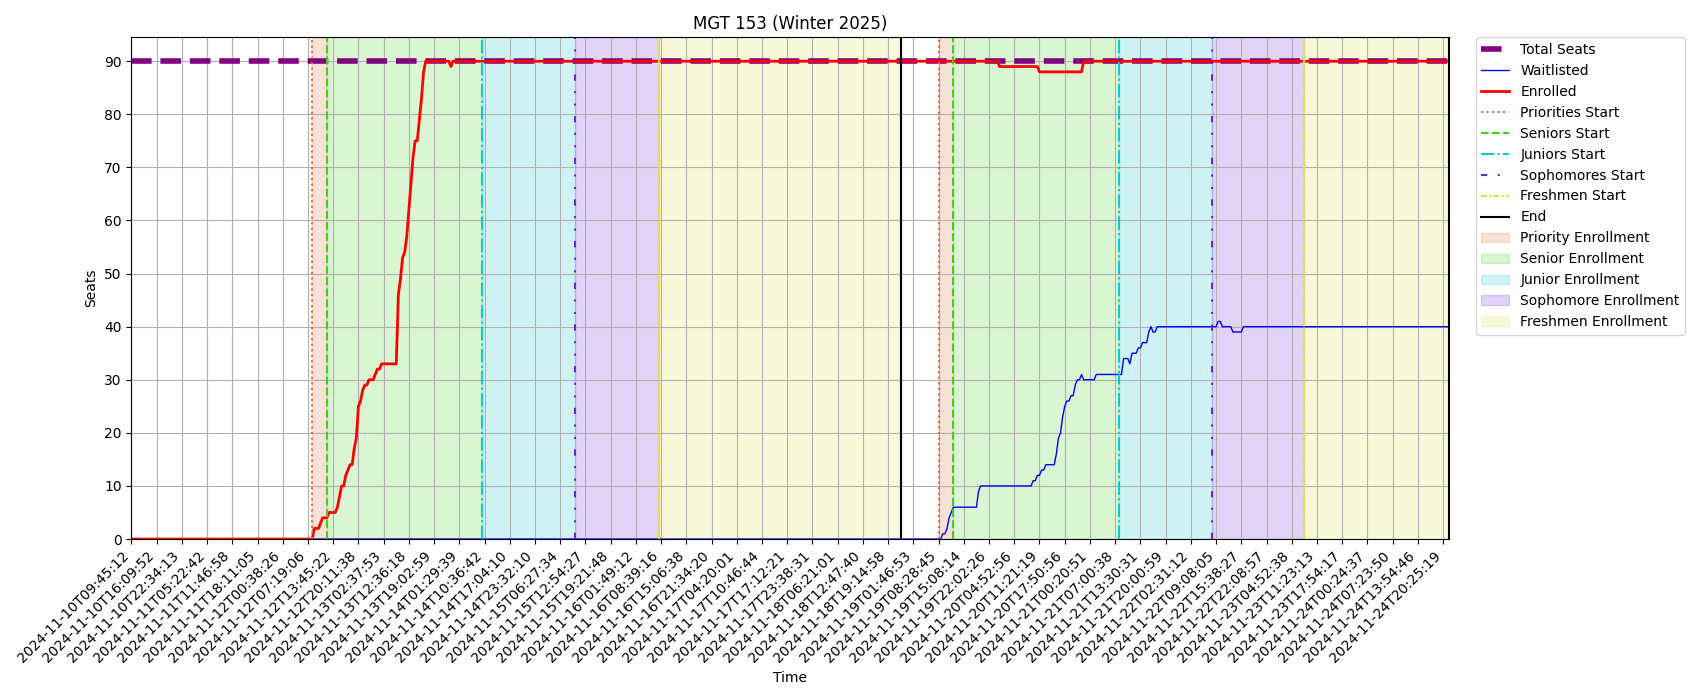 MGT 153 (Winter 2025)
Seats
90
80
70
60
50
40
30
20
10
0
2024-11-10T09:45:12
2024-11-10T16:09:52
2024-11-10T22:34:13
2024-11-11T05:22:42
2024-11-11T11:46:58
2024-11-11T18:11:05
2024-11-12T00:38:26
2024-11-12T07:19:06
2024-11-12T13:45:22
2024-11-12T20:11:38
2024-11-13T02:37:53
2024-11-13T12:36:18
2024-11-13T19:02:59
2024-11-14T01:29:39
2024-11-14T10:36:42
2024-11-14T17:04:10
2024-11-14T23:32:10
2024-11-15T06:27:34
2024-11-15T12:54:27
2024-11-15T19:21:48
2024-11-16T01:49:12
2024-11-16T08:39:16
2024-11-16T15:06:38
2024-11-16T21:34:20
2024-11-17T04:20:01
2024-11-17T10:46:44
2024-11-17T17:12:21
2024-11-17T23:38:31
2024-11-18T06:21:01
2024-11-18T12:47:40
2024-11-18T19:14:58
2024-11-19T01:46:53
2024-11-19T08:28:45
2024-11-19T15:08:14
2024-11-19T22:02:26
2024-11-20T04:52:56
2024-11-20T11:21:19
2024-11-20T17:50:56
2024-11-21T00:20:51
2024-11-21T07:00:38
2024-11-21T13:30:31
2024-11-21T20:00:59
2024-11-22T02:31:12
2024-11-22T09:08:05
2024-11-22T15:38:27
2024-11-22T22:08:57
2024-11-23T04:52:38
2024-11-23T11:23:13
2024-11-23T17:54:17
2024-11-24T00:24:37
2024-11-24T07:23:50
2024-11-24T13:54:46
2024-11-24T20:25:19
Time
Total Seats
Waitlisted
Enrolled
Priorities Start
Seniors Start
Juniors Start
Sophomores Start
Freshmen Start
End
Priority Enrollment
Senior Enrollment
Junior Enrollment
Sophomore Enrollment
Freshmen Enrollment